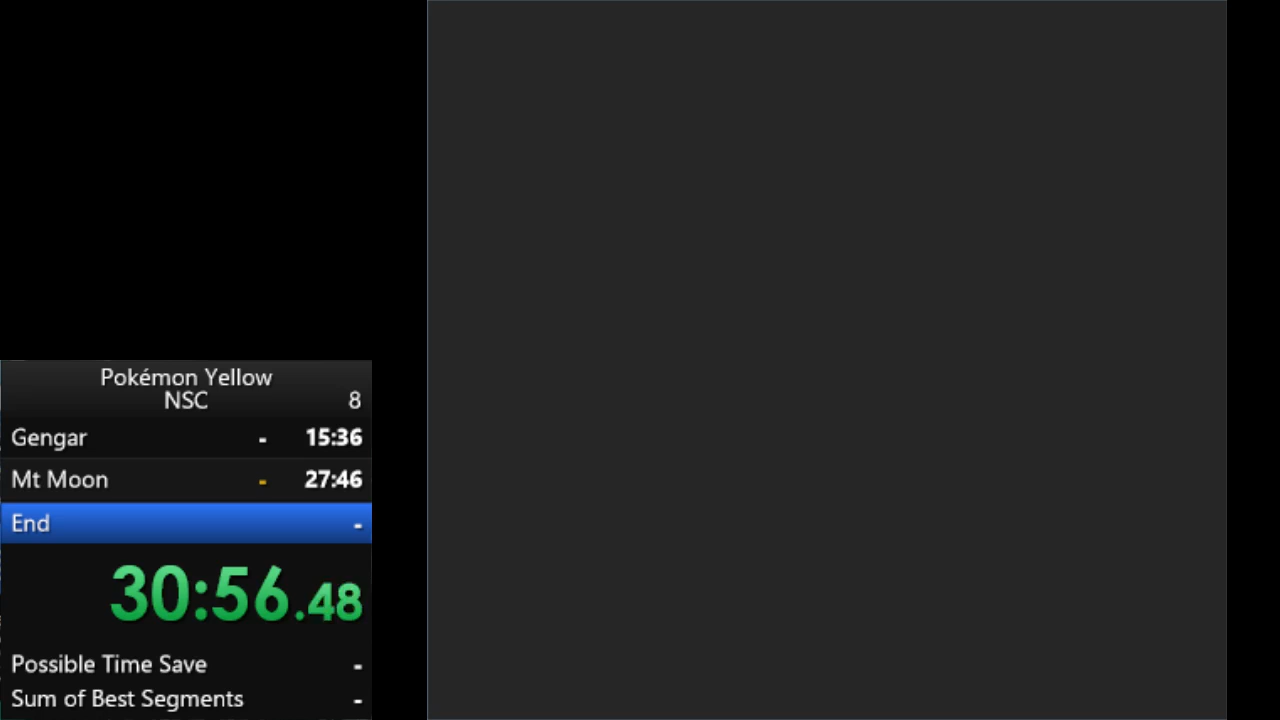 Pokémon Yellow
NSC 8
Gengar - 15:36
Mt Moon - 27:46
End -
30:56.48
Possible Time Save -
Sum of Best Segments -